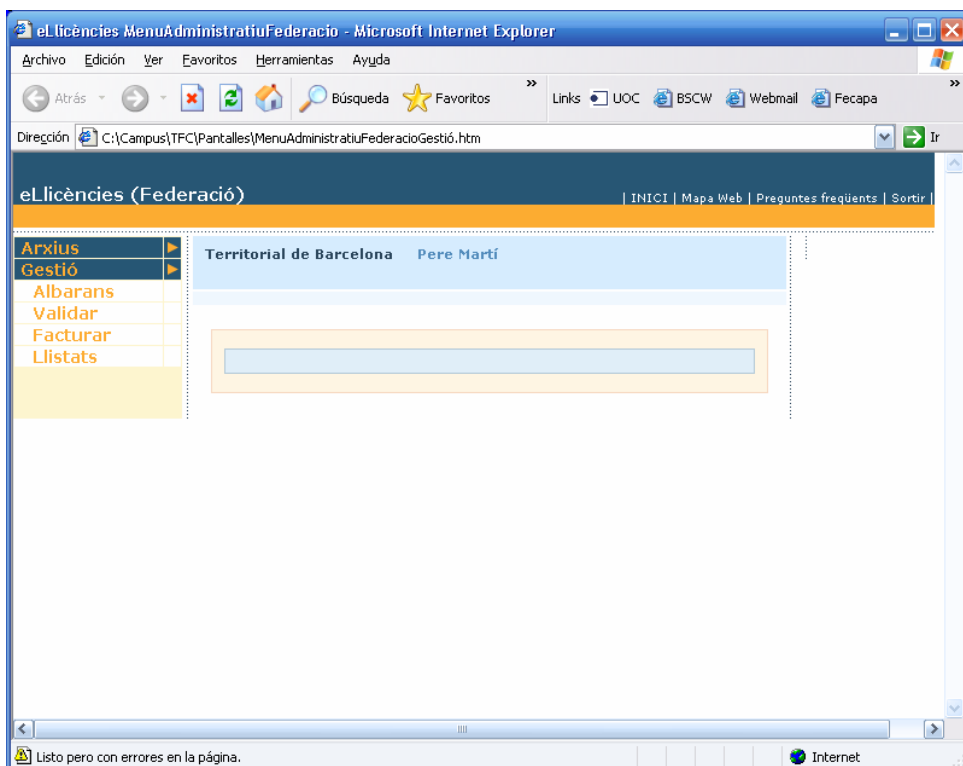 eLlicències MenuAdministratiuFederacio - Microsoft Internet Explorer
Archivo Edición Ver Favoritos Herramientas Ayuda
Atrás Búsqueda Favoritos » Links UOC BSCW Webmail Fecapa »
Dirección C:\Campus\TFC\Pantalles\MenuAdministratiuFederacioGestió.htm Ir
eLlicències (Federació)
| INICI | Mapa Web | Preguntes freqüents | Sortir |
Arxius
Gestió
Albarans
Validar
Facturar
Llistats
Territorial de Barcelona Pere Martí
Listo pero con errores en la página. Internet